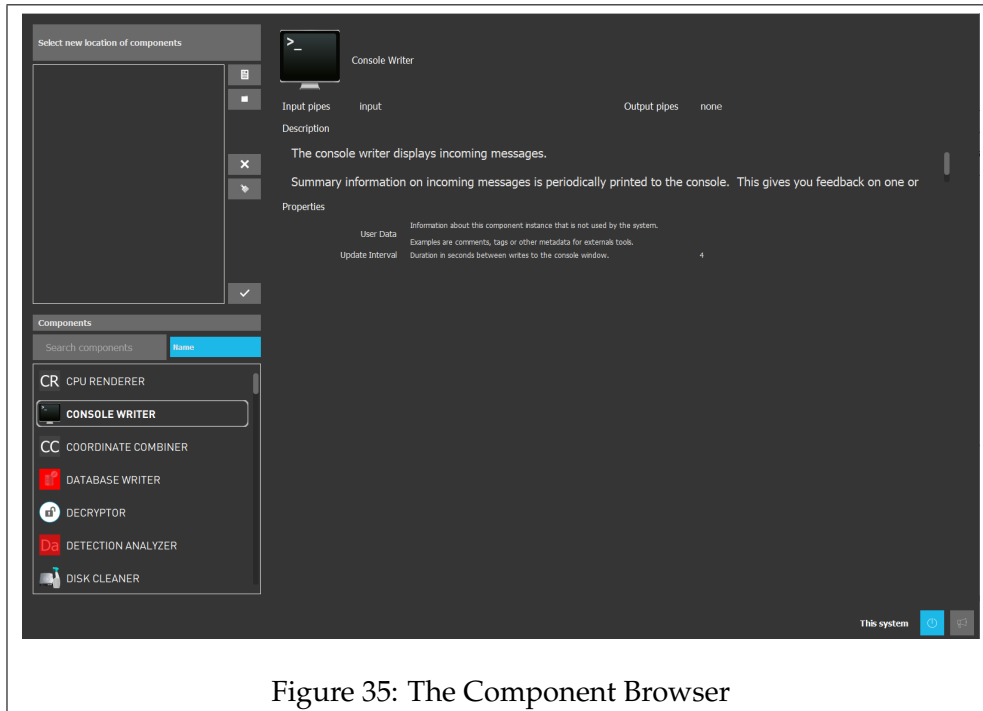 Select new location of components
>_
Console Writer
Input pipes input Output pipes none
Description
The console writer displays incoming messages.
Summary information on incoming messages is periodically printed to the console. This gives you feedback on one or
Properties
User Data
Information about this component instance that is not used by the system.
Examples are comments, tags or other metadata for externals tools.
Update Interval Duration in seconds between writes to the console window. 4
Components
Search components Name
CR CPU RENDERER
CONSOLE WRITER
CC COORDINATE COMBINER
DATABASE WRITER
DECRYPTOR
Da DETECTION ANALYZER
DISK CLEANER
This system
Figure 35: The Component Browser